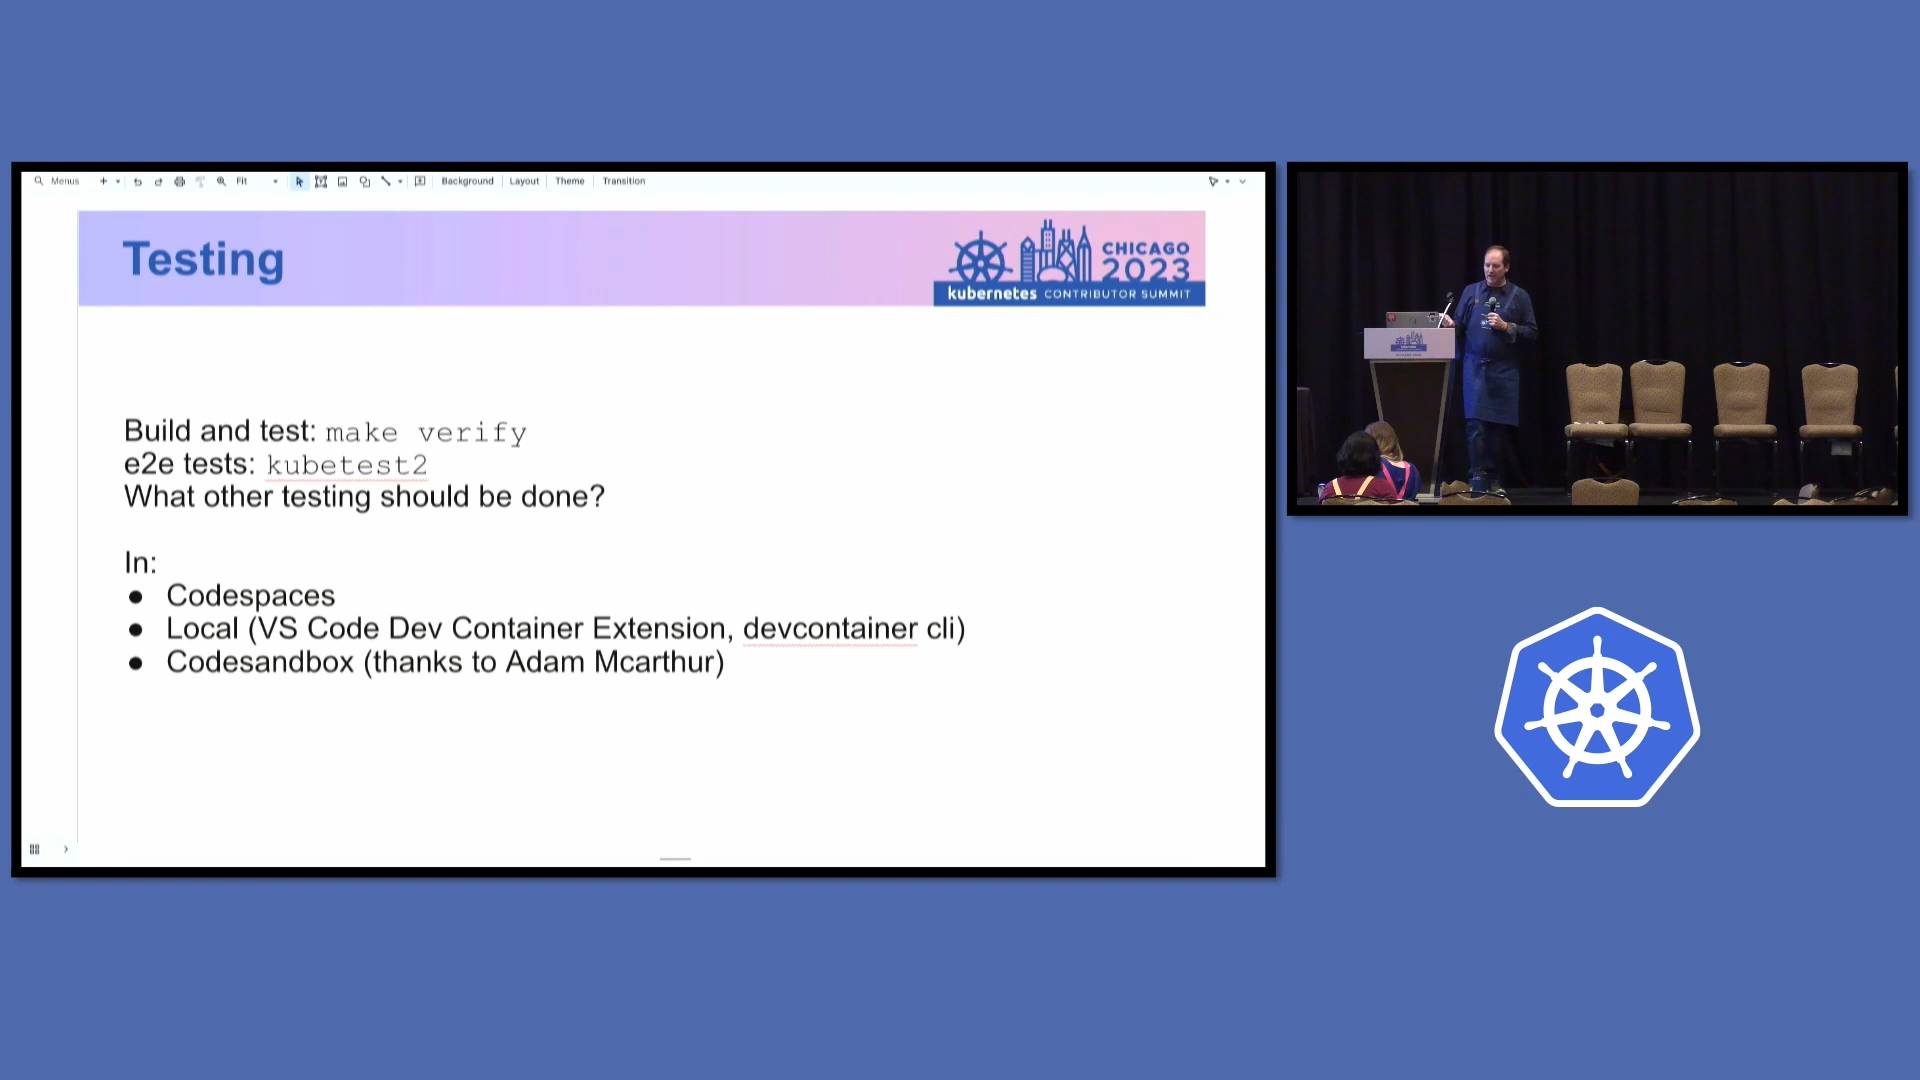 Menus
Fit
Background
Layout
Theme
Transition
Testing
CHICAGO
2023
kubernetes CONTRIBUTOR SUMMIT
Build and test: make verify
e2e tests: kubetest2
What other testing should be done?
In:
● Codespaces
● Local (VS Code Dev Container Extension, devcontainer cli)
● Codesandbox (thanks to Adam Mcarthur)